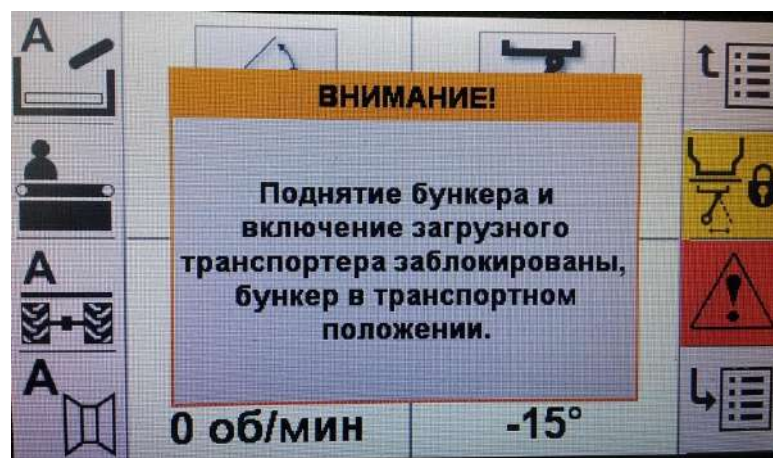 A
ВНИМАНИЕ!
Поднятие бункера и
включение загрузного
транспортера заблокированы,
бункер в транспортном
положении.
A
A
0 об/мин
-15°